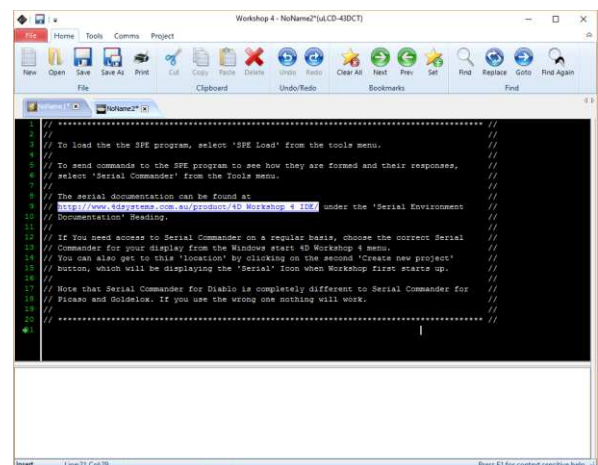 Workshop 4 - NoName2*(uLCD-43DCT)
File Home Tools Comms Project
New Open Save Save As Print Cut Copy Paste Delete Undo Redo Clear All Next Prev Set Find Replace Goto Find Again
File Clipboard Undo/Redo Bookmarks Find
NoName1* NoName2*
1 // ************************************************************************************ //
2 // //
3 // To load the the SPE program, select 'SPE Load' from the tools menu. //
4 // //
5 // To send commands to the SPE program to see how they are formed and their responses, //
6 // select 'Serial Commander' from the Tools menu. //
7 // //
8 // The serial documentation can be found at //
9 // http://www.4dsystems.com.au/product/4D Workshop 4 IDE/ under the 'Serial Environment //
10 // Documentation' Heading. //
11 // //
12 // If You need access to Serial Commander on a regular basis, choose the correct Serial //
13 // Commander for your display from the Windows start 4D Workshop 4 menu. //
14 // You can also get to this 'location' by clicking on the second 'Create new project' //
15 // button, which will be displaying the 'Serial' Icon when Workshop first starts up. //
16 // //
17 // Note that Serial Commander for Diablo is completely different to Serial Commander for //
18 // Picaso and Goldelox. If you use the wrong one nothing will work. //
19 // //
20 // ************************************************************************************ //
Insert Line:21 Col:79 Press F1 for context sensitive help